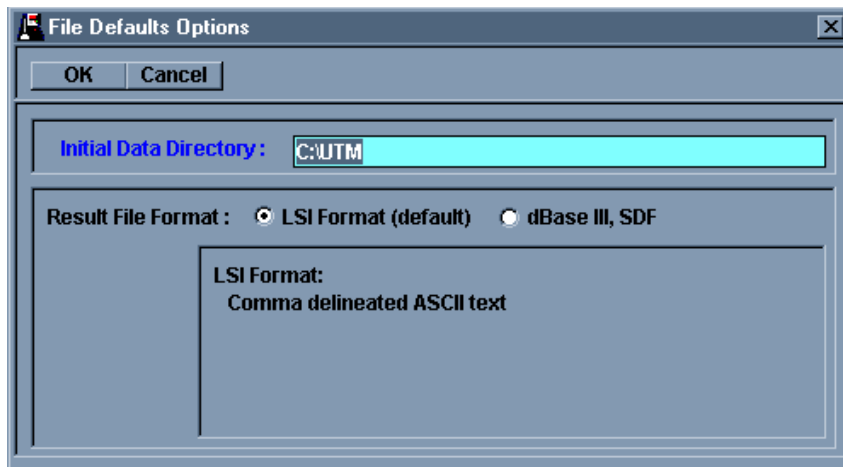 File Defaults Options
OK Cancel
Initial Data Directory : C:\UTM
Result File Format : LSI Format (default) dBase III, SDF
LSI Format:
Comma delineated ASCII text